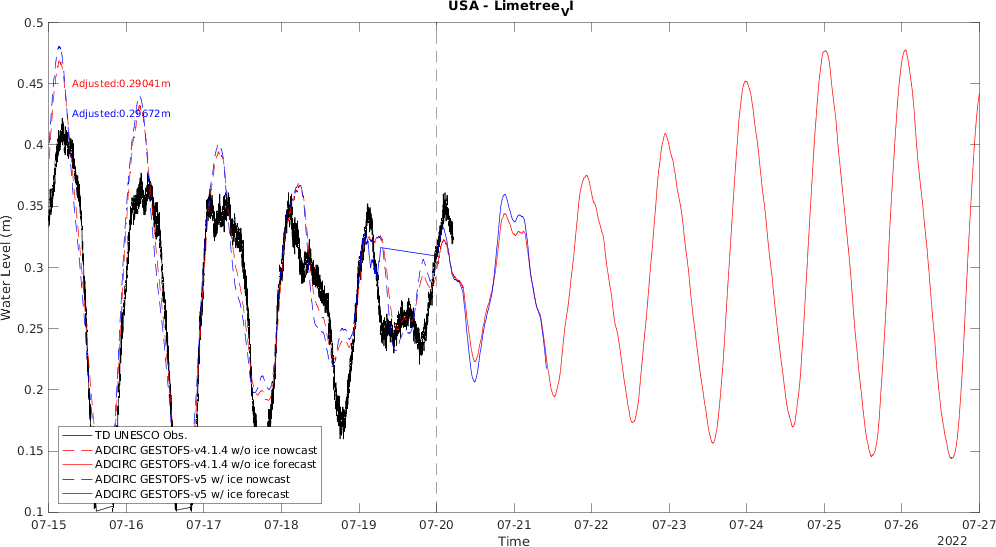 USA - LimetreeVI
0.5
0.45
0.4
0.35
0.3
0.25
0.2
0.15
0.1
Water Level (m)
Adjusted:0.29041m
Adjusted:0.29672m
TD UNESCO Obs.
ADCIRC GESTOFS-v4.1.4 w/o ice nowcast
ADCIRC GESTOFS-v4.1.4 w/o ice forecast
ADCIRC GESTOFS-v5 w/ ice nowcast
ADCIRC GESTOFS-v5 w/ ice forecast
07-15 07-16 07-17 07-18 07-19 07-20 07-21 07-22 07-23 07-24 07-25 07-26 07-27
Time
2022